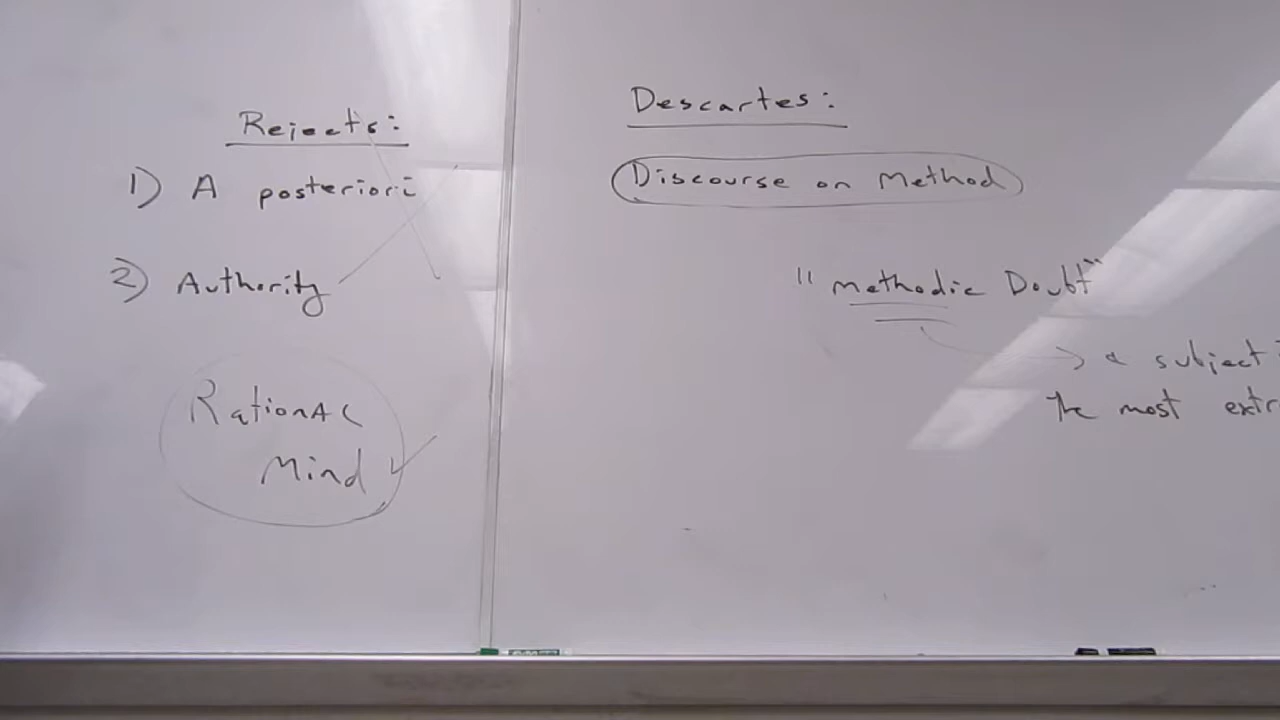 Rejects:
1) A posteriori
2) Authority
RationAL
Mind
Descartes:
Discourse on Method
"Methodic Doubt"
→ a subject
the most